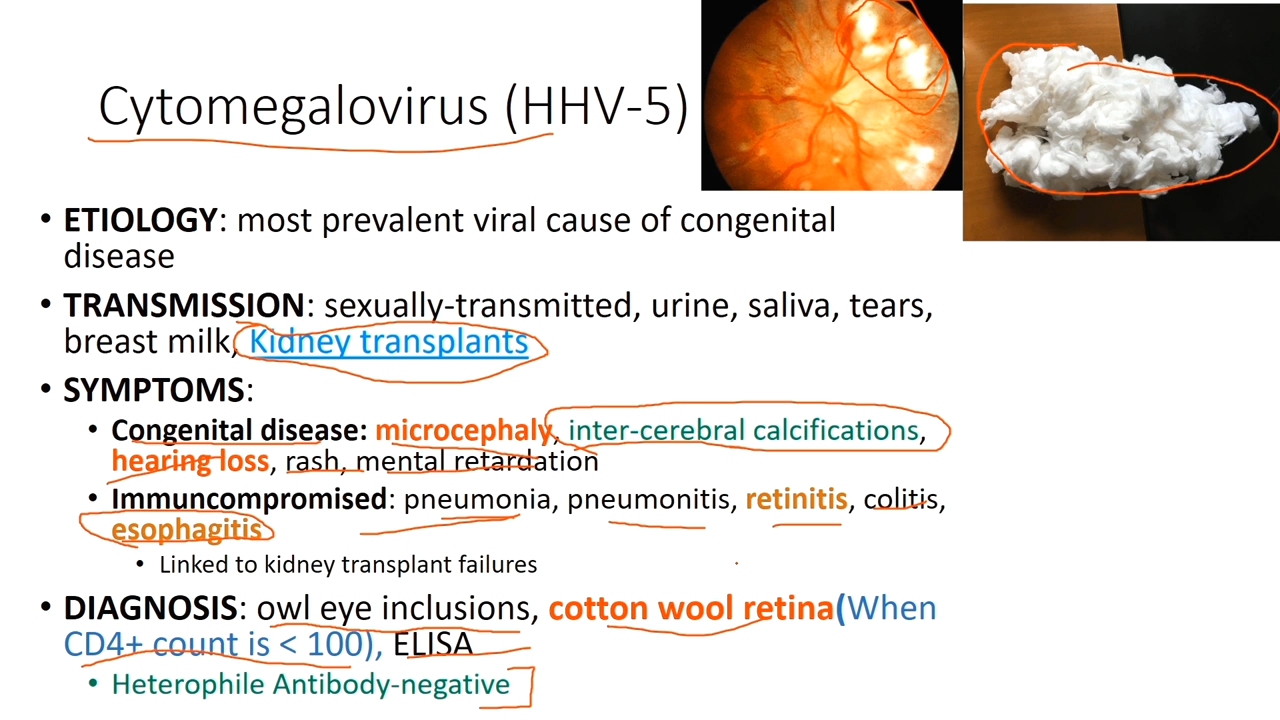 Cytomegalovirus (HHV-5)
• ETIOLOGY: most prevalent viral cause of congenital
disease
• TRANSMISSION: sexually-transmitted, urine, saliva, tears,
breast milk, Kidney transplants
• SYMPTOMS:
• Congenital disease: microcephaly, inter-cerebral calcifications,
hearing loss, rash, mental retardation
• Immuncompromised: pneumonia, pneumonitis, retinitis, colitis,
esophagitis
• Linked to kidney transplant failures
• DIAGNOSIS: owl eye inclusions, cotton wool retina(When
CD4+ count is < 100), ELISA
• Heterophile Antibody-negative